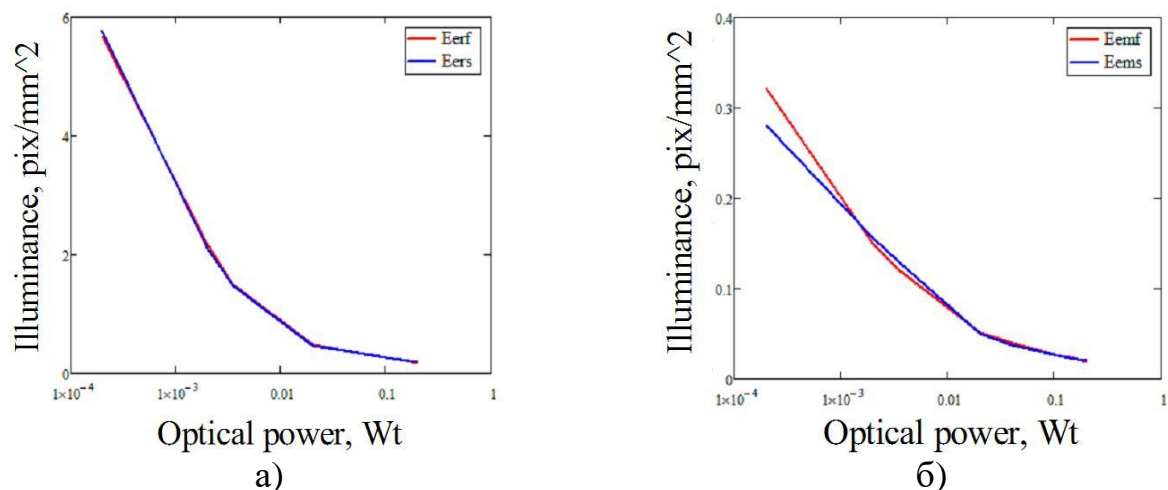 Illuminance, pix/mm^2
6
4
2
0
Eerf
Eers
1×10⁻⁴
1×10⁻³
0.01
0.1
1
Optical power, Wt
а)
Illuminance, pix/mm^2
0.4
0.3
0.2
0.1
0
Eemf
Eems
1×10⁻⁴
1×10⁻³
0.01
0.1
1
Optical power, Wt
б)